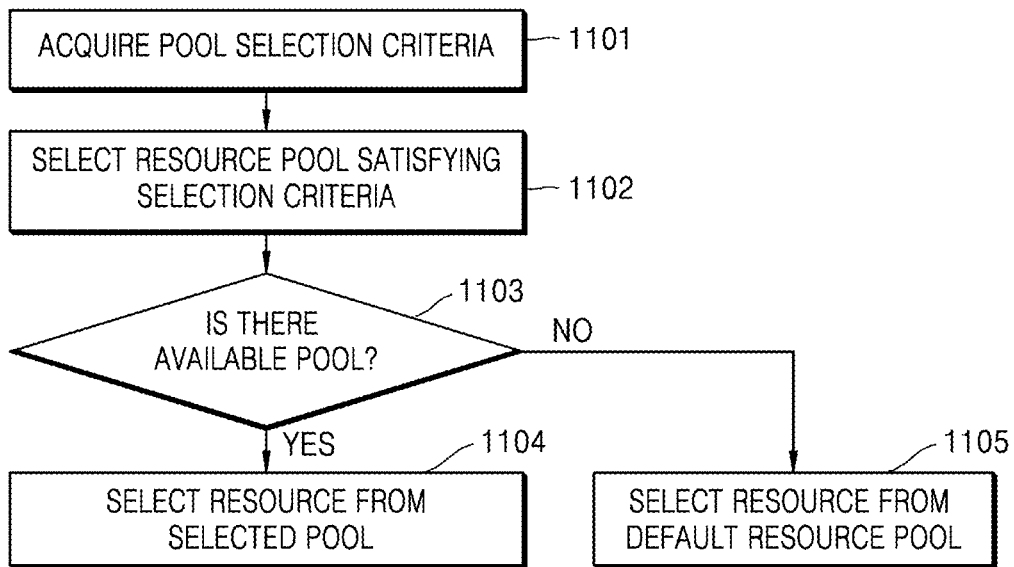 ACQUIRE POOL SELECTION CRITERIA
1101
SELECT RESOURCE POOL SATISFYING
SELECTION CRITERIA
1102
1103
IS THERE
AVAILABLE POOL?
NO
YES
1104
SELECT RESOURCE FROM
SELECTED POOL
1105
SELECT RESOURCE FROM
DEFAULT RESOURCE POOL